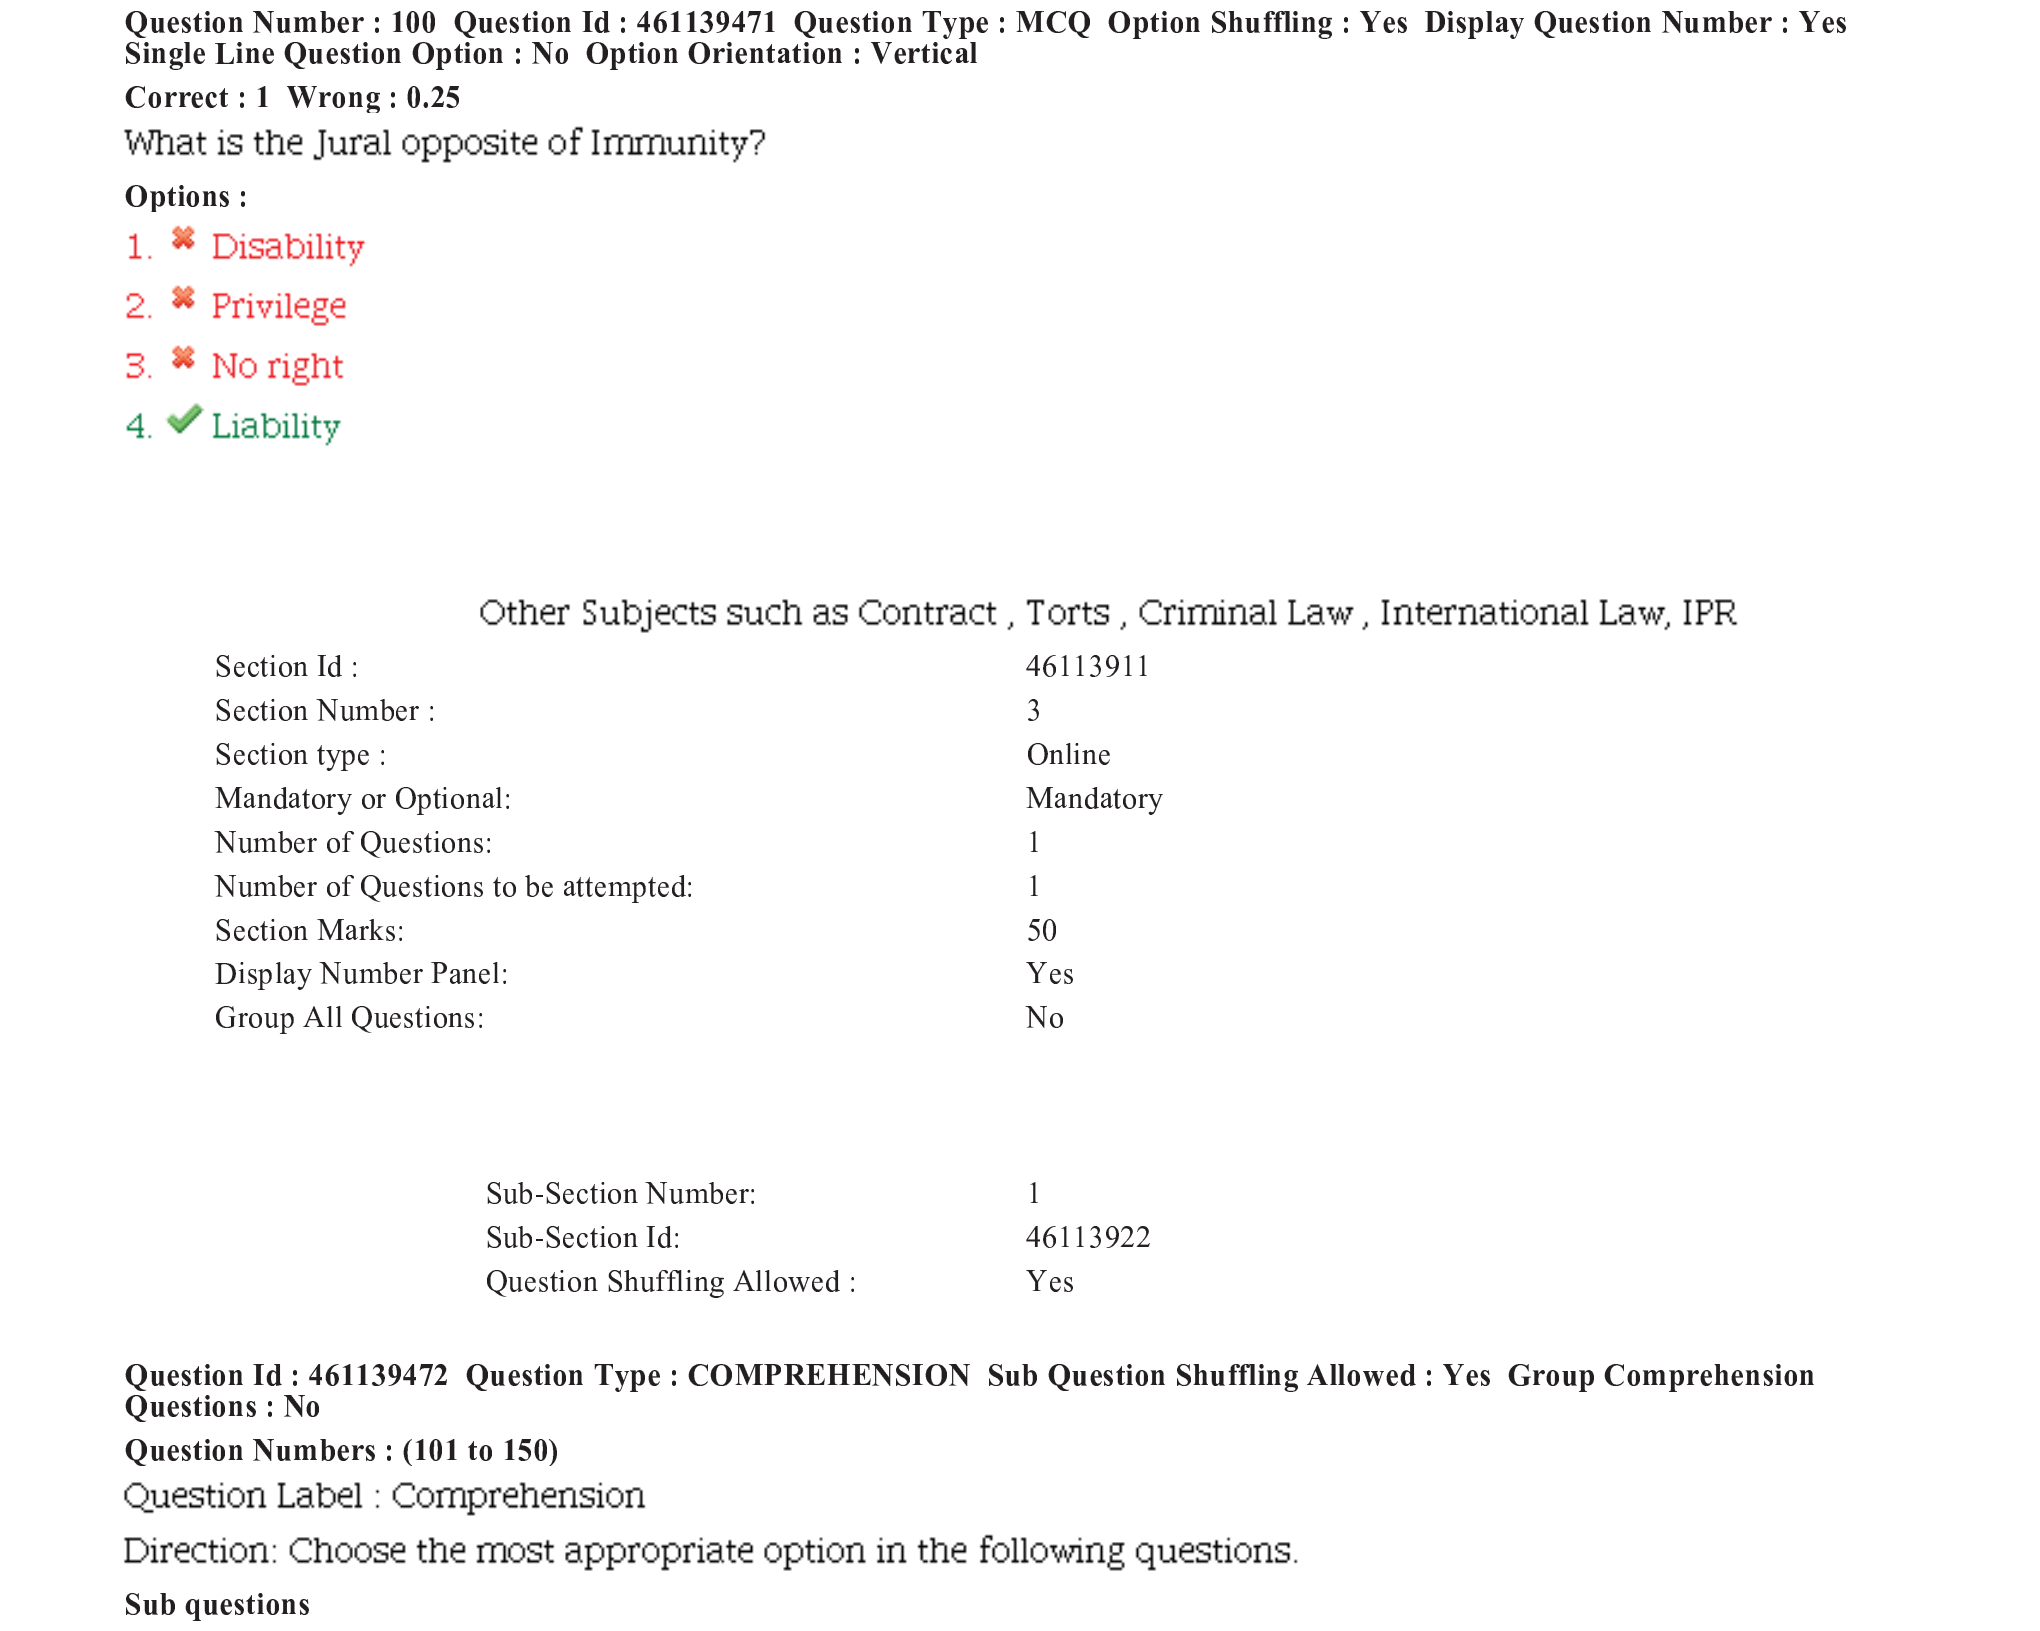 Question Number : 100 Question Id : 461139471 Question Type : MCQ Option Shuffling : Yes Display Question Number : Yes
Single Line Question Option : No Option Orientation : Vertical
Correct : 1 Wrong : 0.25
What is the Jural opposite of Immunity?
Options :
1. ✖ Disability
2. ✖ Privilege
3. ✖ No right
4. ✔ Liability
Other Subjects such as Contract , Torts , Criminal Law , International Law, IPR
Section Id : 46113911
Section Number : 3
Section type : Online
Mandatory or Optional: Mandatory
Number of Questions: 1
Number of Questions to be attempted: 1
Section Marks: 50
Display Number Panel: Yes
Group All Questions: No
Sub-Section Number: 1
Sub-Section Id: 46113922
Question Shuffling Allowed : Yes
Question Id : 461139472 Question Type : COMPREHENSION Sub Question Shuffling Allowed : Yes Group Comprehension
Questions : No
Question Numbers : (101 to 150)
Question Label : Comprehension
Direction: Choose the most appropriate option in the following questions.
Sub questions